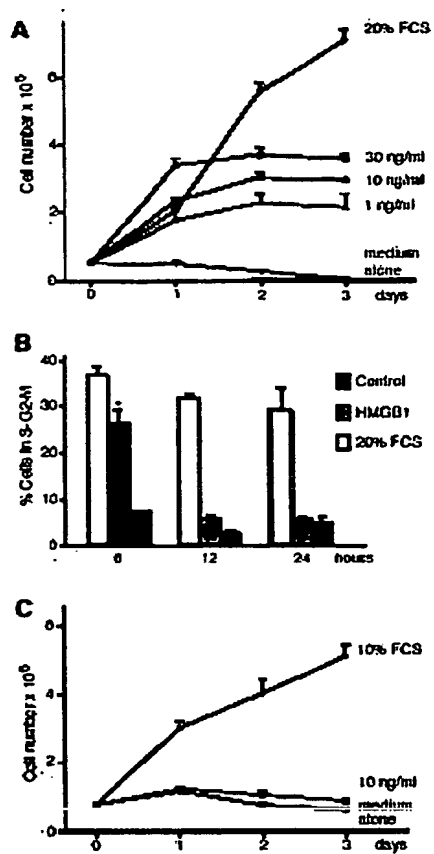 A
20% FCS
Cell number x 10⁵
6
4
2
0
30 ng/ml
10 ng/ml
1 ng/ml
medium
alone
0 1 2 3 days
B
% Cells in S-G2-M
40
30
20
10
0
Control
HMGB1
20% FCS
6 12 24 hours
C
Cell number x 10⁵
6
4
2
0
10% FCS
10 ng/ml
medium
alone
0 1 2 3 days